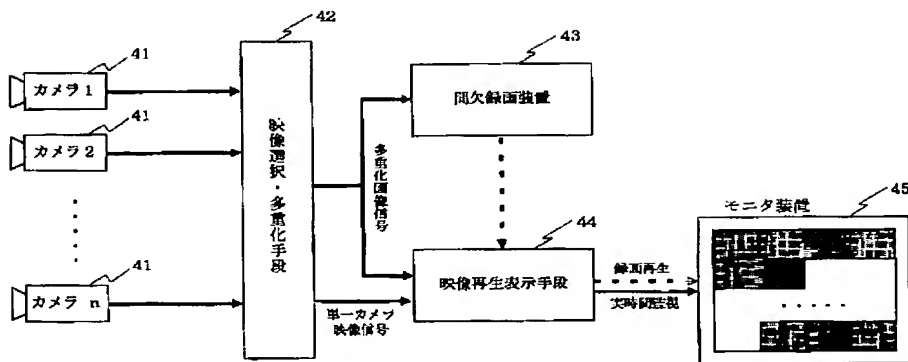 42
43
41
カメラ1
間欠録画装置
41
カメラ2
映像選択・多重化手段
多重化画像信号
45
モニタ装置
44
41
映像再生表示手段
録画再生
実時間監視
カメラ n
単一カメラ
映像信号